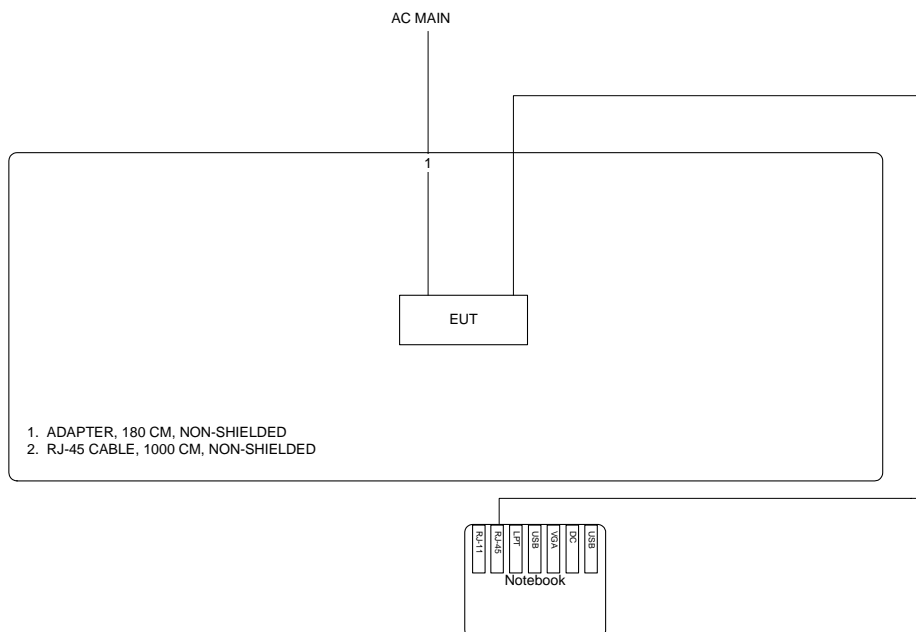 AC MAIN
1
EUT
1. ADAPTER, 180 CM, NON-SHIELDED
2. RJ-45 CABLE, 1000 CM, NON-SHIELDED
RJ-11
RJ-45
LPT
USB
VGA
DC
USB
Notebook